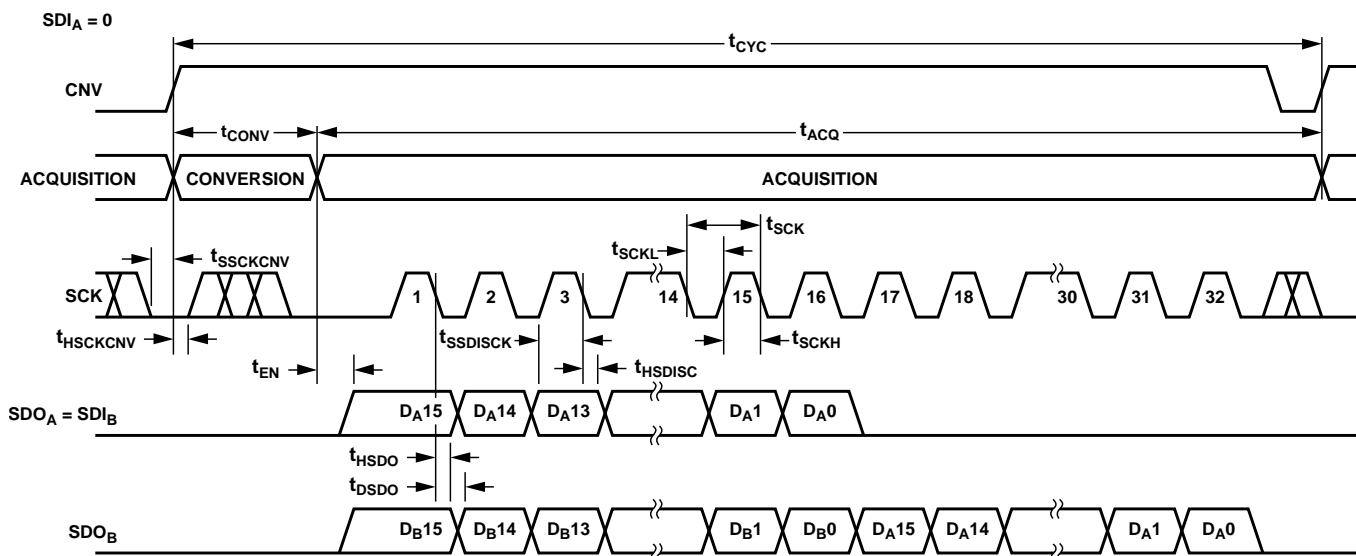 SDIA = 0
tCYC
CNV
tCONV
tACQ
ACQUISITION
CONVERSION
ACQUISITION
tSCK
tSCKL
tSSCKCNV
SCK
1
2
3
14
15
16
17
18
30
31
32
tHSCKCNV
tSSDISCK
tSCKH
tEN
tHSDISC
SDOA = SDIB
DA15
DA14
DA13
DA1
DA0
tHSDO
tDSDO
SDOB
DB15
DB14
DB13
DB1
DB0
DA15
DA14
DA1
DA0